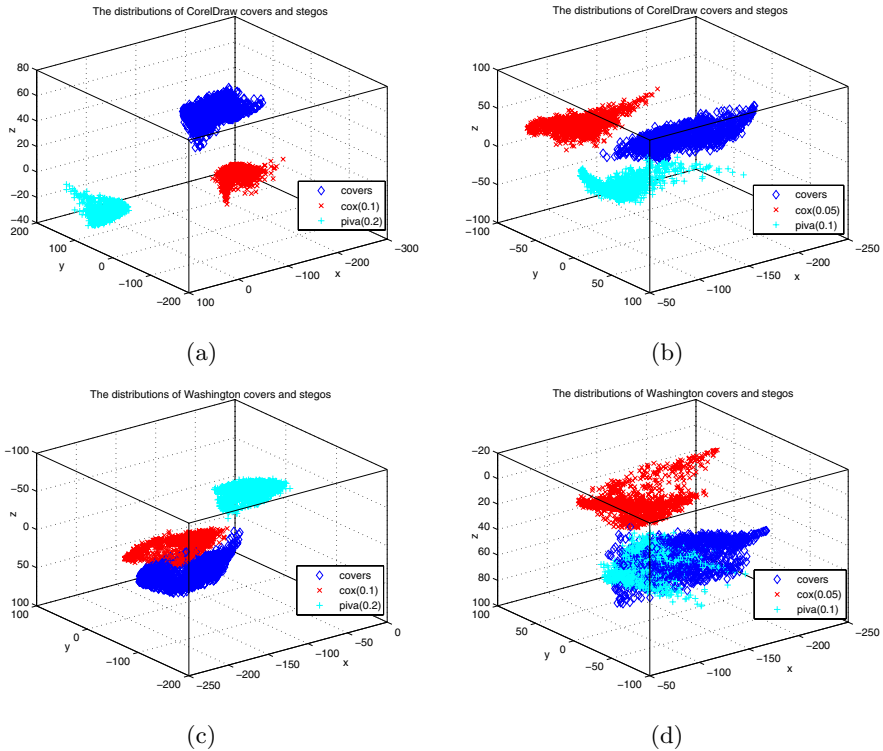 The distributions of CorelDraw covers and stegos
80
60
40
20
0
−20
−40
z
200
100
0
−100
−200
y
100
0
−100
−200
−300
x
covers
cox(0.1)
piva(0.2)
(a)
The distributions of CorelDraw covers and stegos
100
50
0
−50
−100
z
−50
0
50
100
y
−50
−100
−150
−200
−250
x
covers
cox(0.05)
piva(0.1)
(b)
The distributions of Washington covers and stegos
−100
−50
0
50
100
z
100
0
−100
−200
y
−250
−200
−150
−100
−50
0
x
covers
cox(0.1)
piva(0.2)
(c)
The distributions of Washington covers and stegos
−20
0
20
40
60
80
100
z
100
50
0
−50
−100
y
−50
−100
−150
−200
−250
x
covers
cox(0.05)
piva(0.1)
(d)